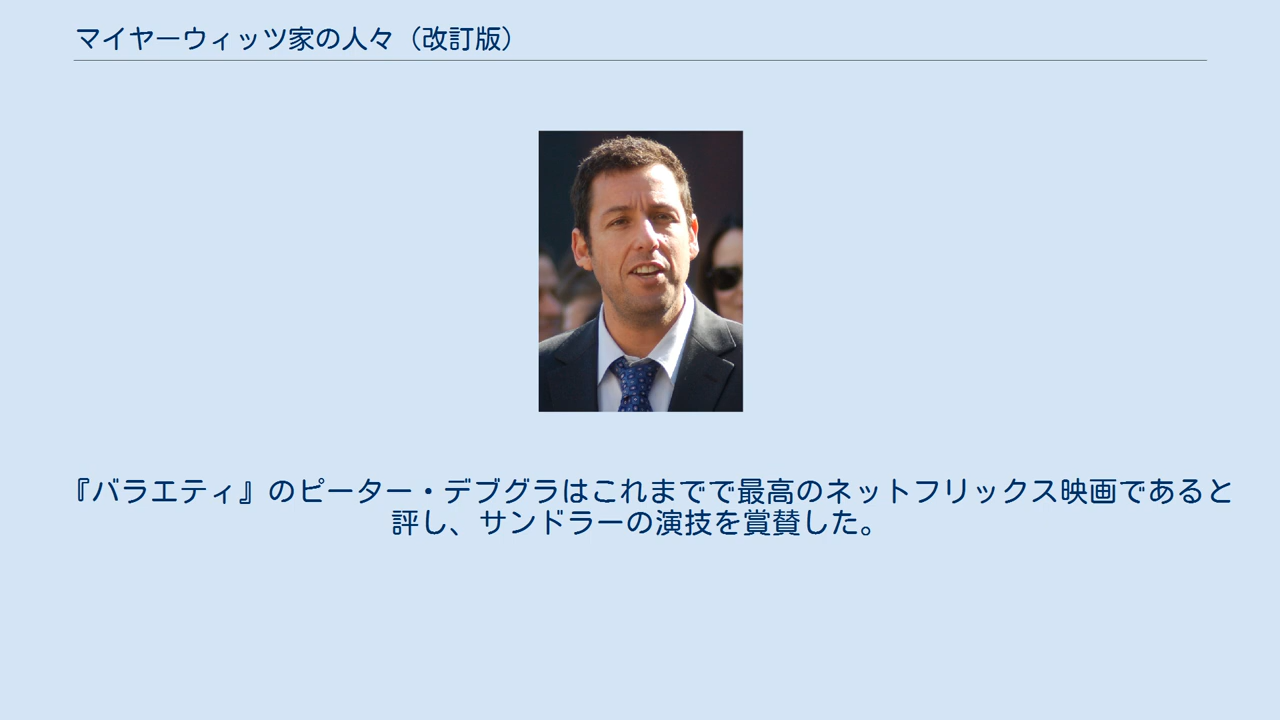 マイヤーウィッツ家の人々（改訂版）
『バラエティ』のピーター・デブグラはこれまでで最高のネットフリックス映画であると
評し、サンドラーの演技を賞賛した。